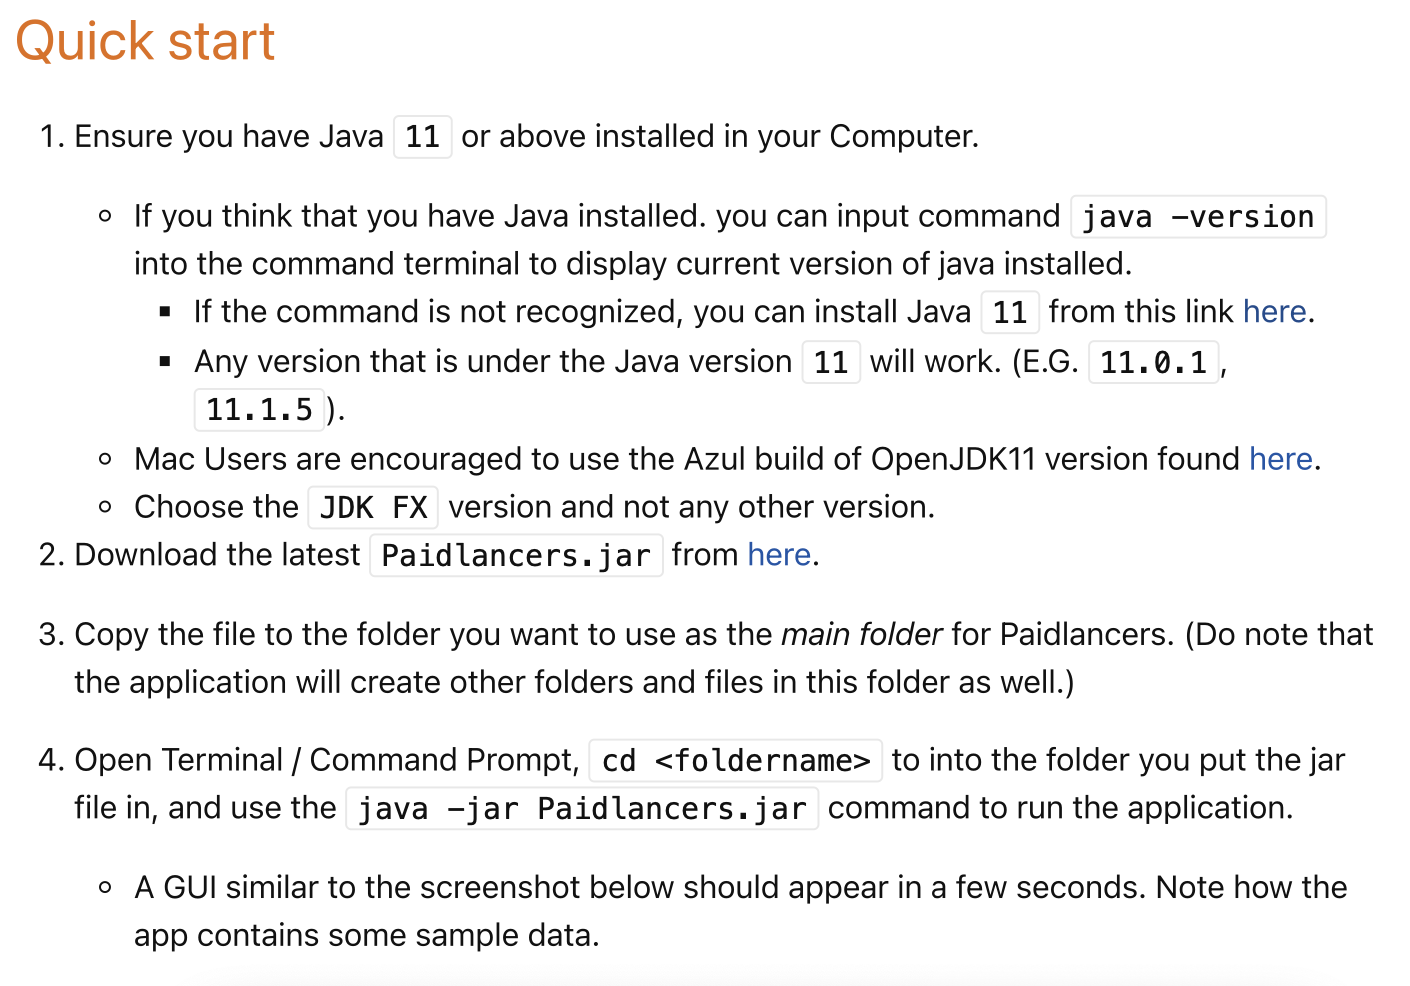 Quick start
1. Ensure you have Java 11 or above installed in your Computer.
If you think that you have Java installed. you can input command java -version
into the command terminal to display current version of java installed.
If the command is not recognized, you can install Java 11 from this link here.
Any version that is under the Java version 11 will work. (E.G. 11.0.1,
11.1.5).
Mac Users are encouraged to use the Azul build of OpenJDK11 version found here.
Choose the JDK FX version and not any other version.
2. Download the latest Paidlancers.jar from here.
3. Copy the file to the folder you want to use as the main folder for Paidlancers. (Do note that
the application will create other folders and files in this folder as well.)
4. Open Terminal / Command Prompt, cd <foldername> to into the folder you put the jar
file in, and use the java -jar Paidlancers.jar command to run the application.
A GUI similar to the screenshot below should appear in a few seconds. Note how the
app contains some sample data.